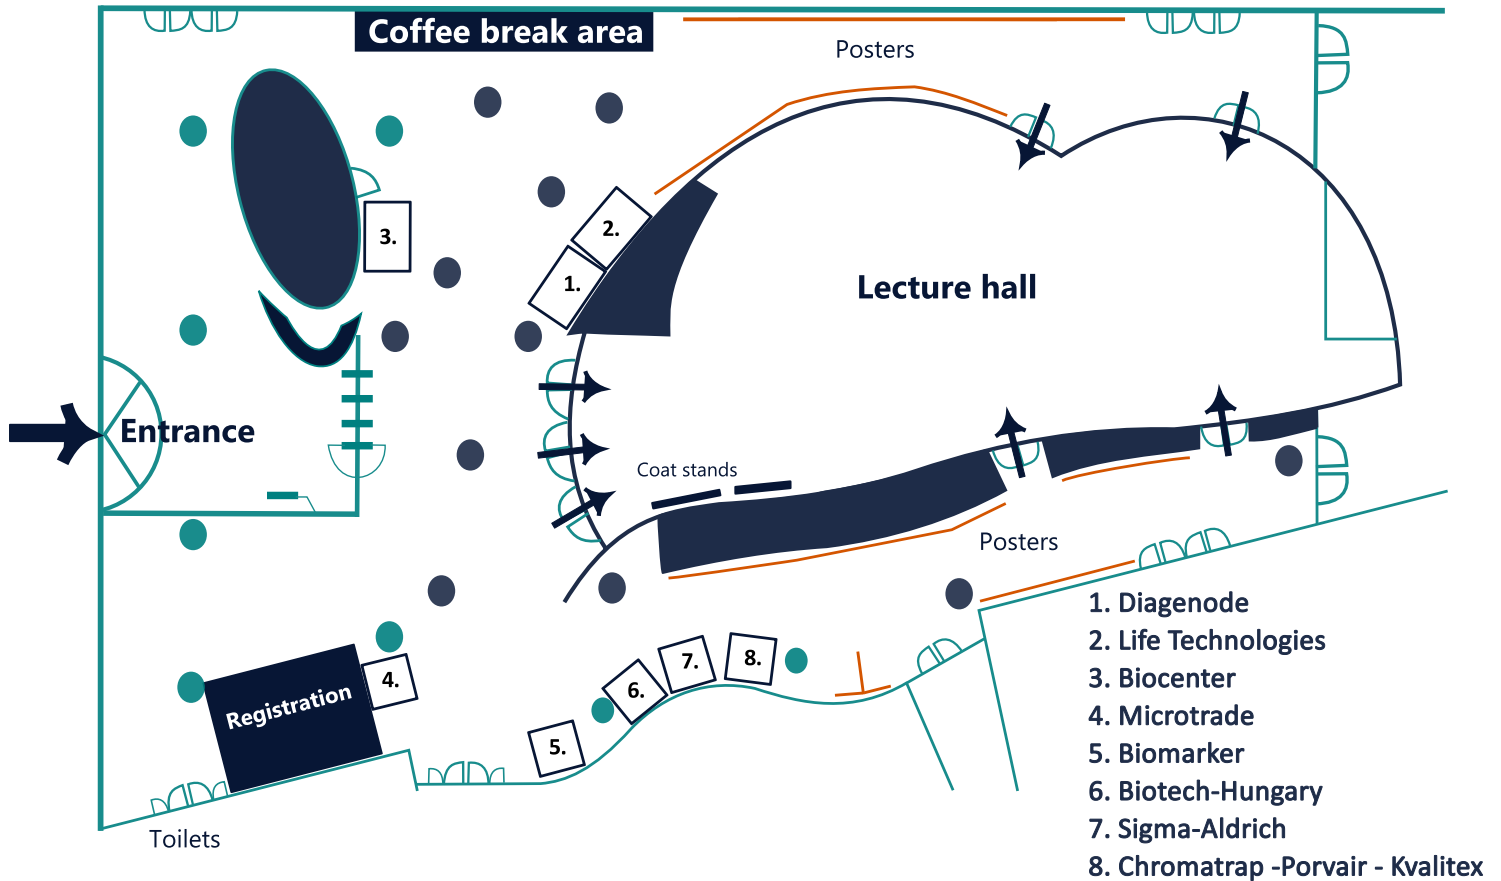 Coffee break area
Posters
3.
2.
1.
Lecture hall
Entrance
Coat stands
Posters
Registration
4.
5.
6.
7.
8.
Toilets
1. Diagenode
2. Life Technologies
3. Biocenter
4. Microtrade
5. Biomarker
6. Biotech-Hungary
7. Sigma-Aldrich
8. Chromatrap -Porvair - Kvalitex